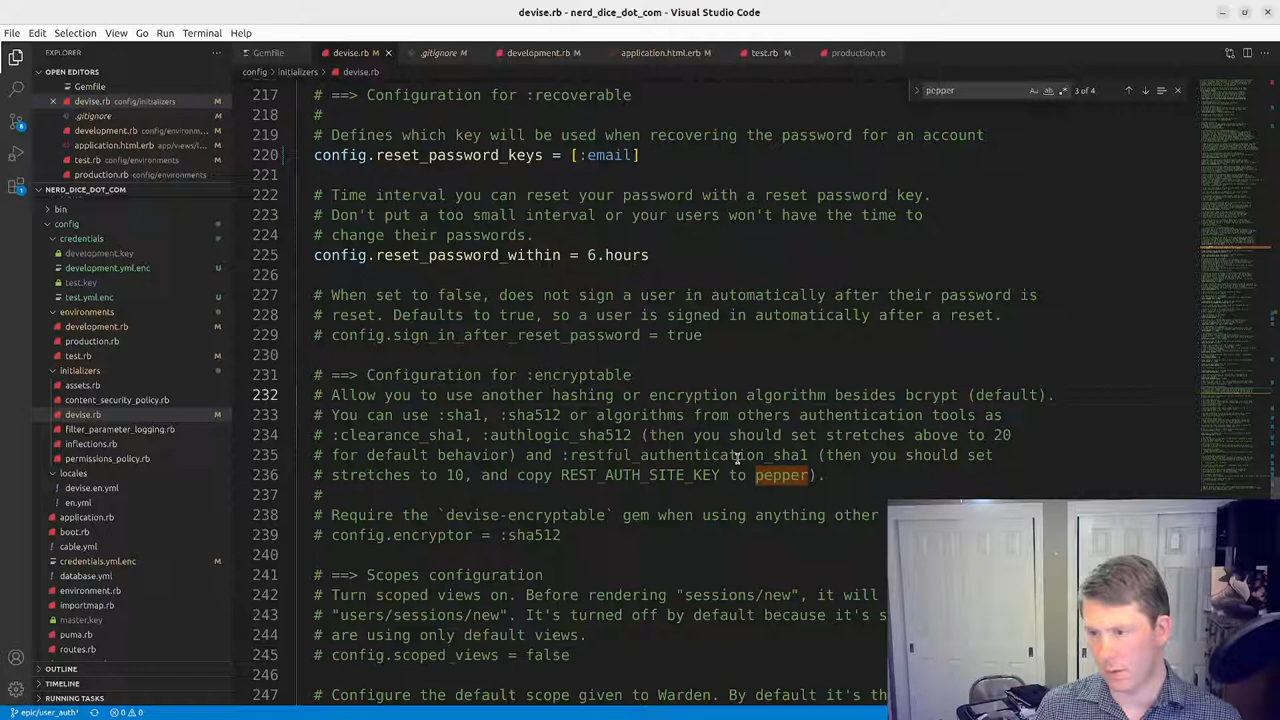 devise.rb - nerd_dice_dot_com - Visual Studio Code
File Edit Selection View Go Run Terminal Help
EXPLORER
Gemfile
devise.rb M
.gitignore
development.rb M
application.html.erb M
test.rb M
production.rb M
config > initializers > devise.rb
OPEN EDITORS
Gemfile
devise.rb config/initializers M
.gitignore
development.rb config/environm... M
application.html.erb app/views/l... M
test.rb config/environments M
production.rb config/environme... M
NERD_DICE_DOT_COM
bin
config
credentials
development.key
development.yml.enc U
test.key
test.yml.enc U
environments
development.rb M
production.rb M
test.rb M
initializers
assets.rb
content_security_policy.rb
devise.rb M
filter_parameter_logging.rb
inflections.rb
permissions_policy.rb
locales
devise.en.yml
en.yml
application.rb
boot.rb
cable.yml
credentials.yml.enc M
database.yml
environment.rb
importmap.rb
master.key
puma.rb
routes.rb
OUTLINE
TIMELINE
RUNNING TASKS
pepper
Aa ab .* 3 of 4
217 # ==> Configuration for :recoverable
218 #
219 # Defines which key will be used when recovering the password for an account
220 config.reset_password_keys = [:email]
221
222 # Time interval you can reset your password with a reset password key.
223 # Don't put a too small interval or your users won't have the time to
224 # change their passwords.
225 config.reset_password_within = 6.hours
226
227 # When set to false, does not sign a user in automatically after their password is
228 # reset. Defaults to true, so a user is signed in automatically after a reset.
229 # config.sign_in_after_reset_password = true
230
231 # ==> Configuration for :encryptable
232 # Allow you to use another hashing or encryption algorithm besides bcrypt (default).
233 # You can use :sha1, :sha512 or algorithms from others authentication tools as
234 # :clearance_sha1, :authlogic_sha512 (then you should set stretches above to 20
235 # for default behavior) and :restful_authentication_sha1 (then you should set
236 # stretches to 10, and copy REST_AUTH_SITE_KEY to pepper).
237 #
238 # Require the `devise-encryptable` gem when using anything other
239 # config.encryptor = :sha512
240
241 # ==> Scopes configuration
242 # Turn scoped views on. Before rendering "sessions/new", it will
243 # "users/sessions/new". It's turned off by default because it's s
244 # are using only default views.
245 # config.scoped_views = false
246
247 # Configure the default scope given to Warden. By default it's th
epic/user_auth* 0 0